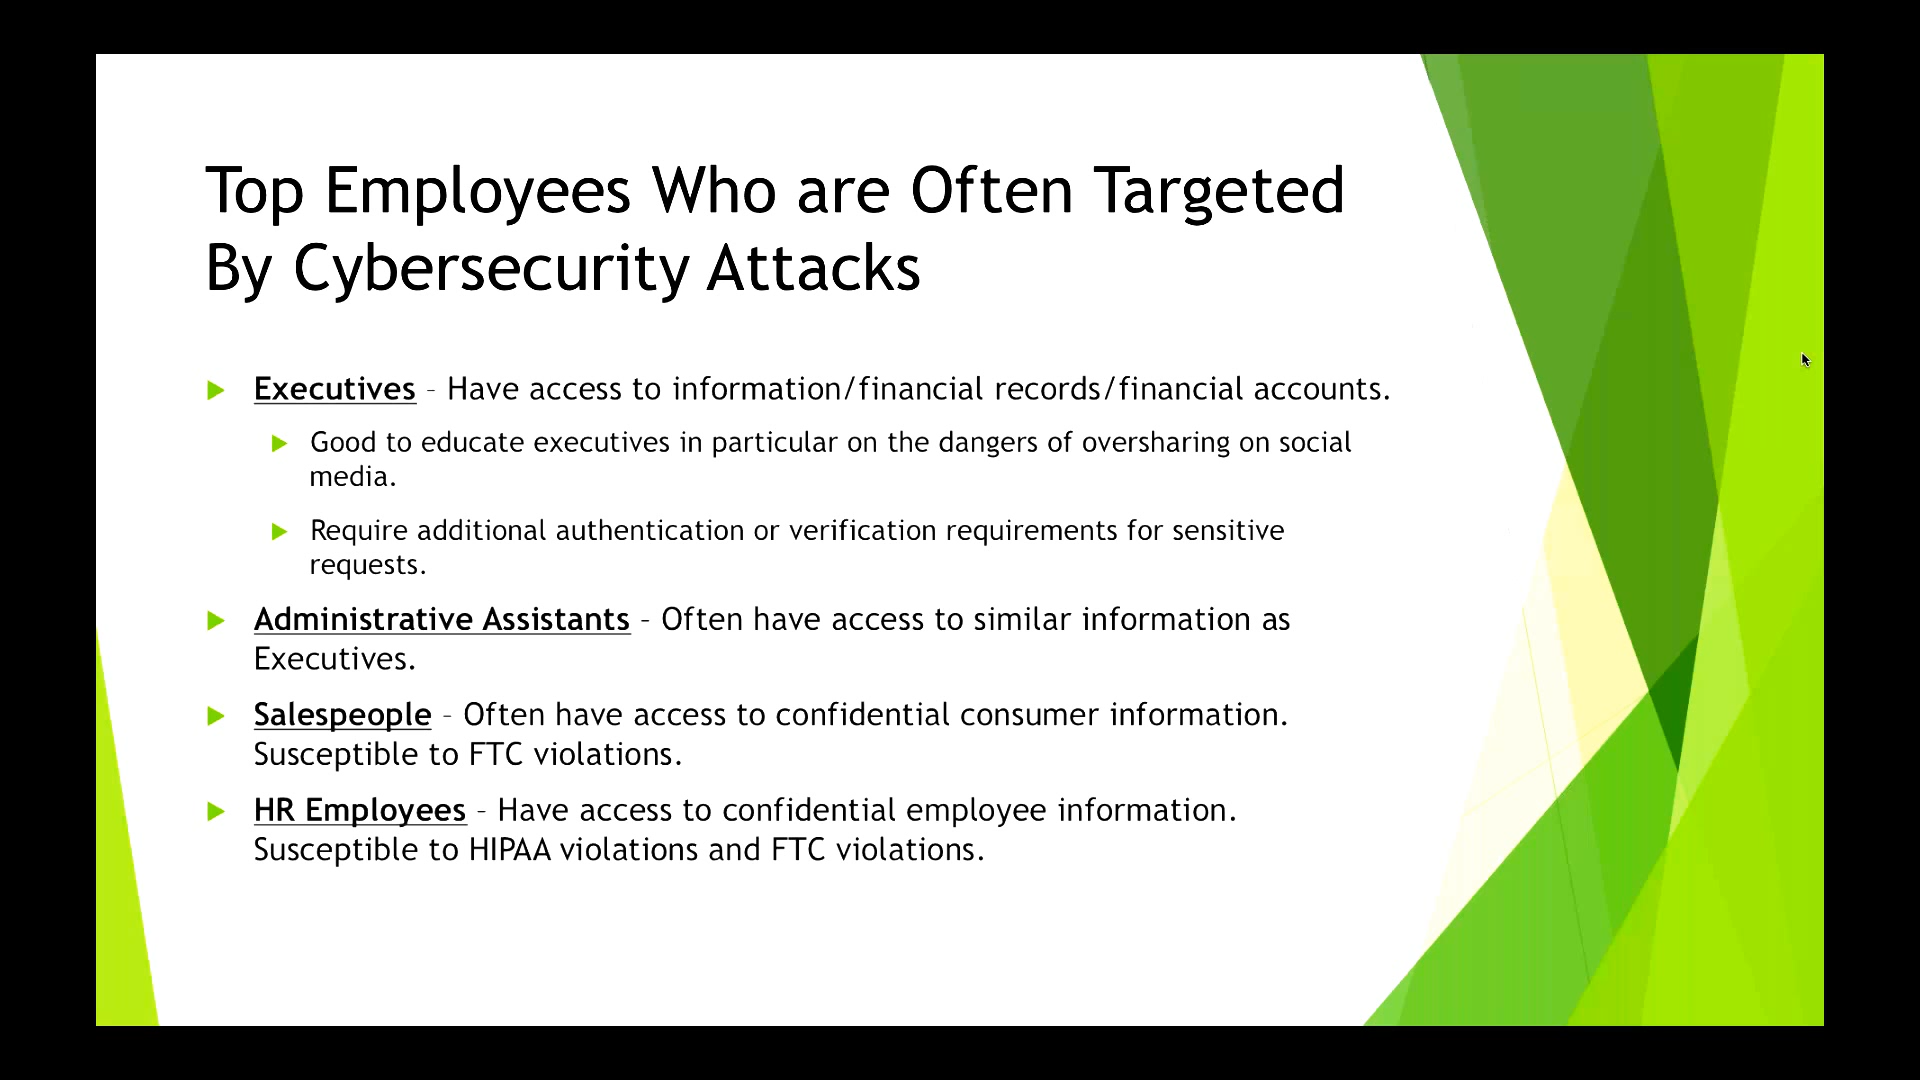 Top Employees Who are Often Targeted
By Cybersecurity Attacks
Executives – Have access to information/financial records/financial accounts.
Good to educate executives in particular on the dangers of oversharing on social
media.
Require additional authentication or verification requirements for sensitive
requests.
Administrative Assistants – Often have access to similar information as
Executives.
Salespeople – Often have access to confidential consumer information.
Susceptible to FTC violations.
HR Employees – Have access to confidential employee information.
Susceptible to HIPAA violations and FTC violations.